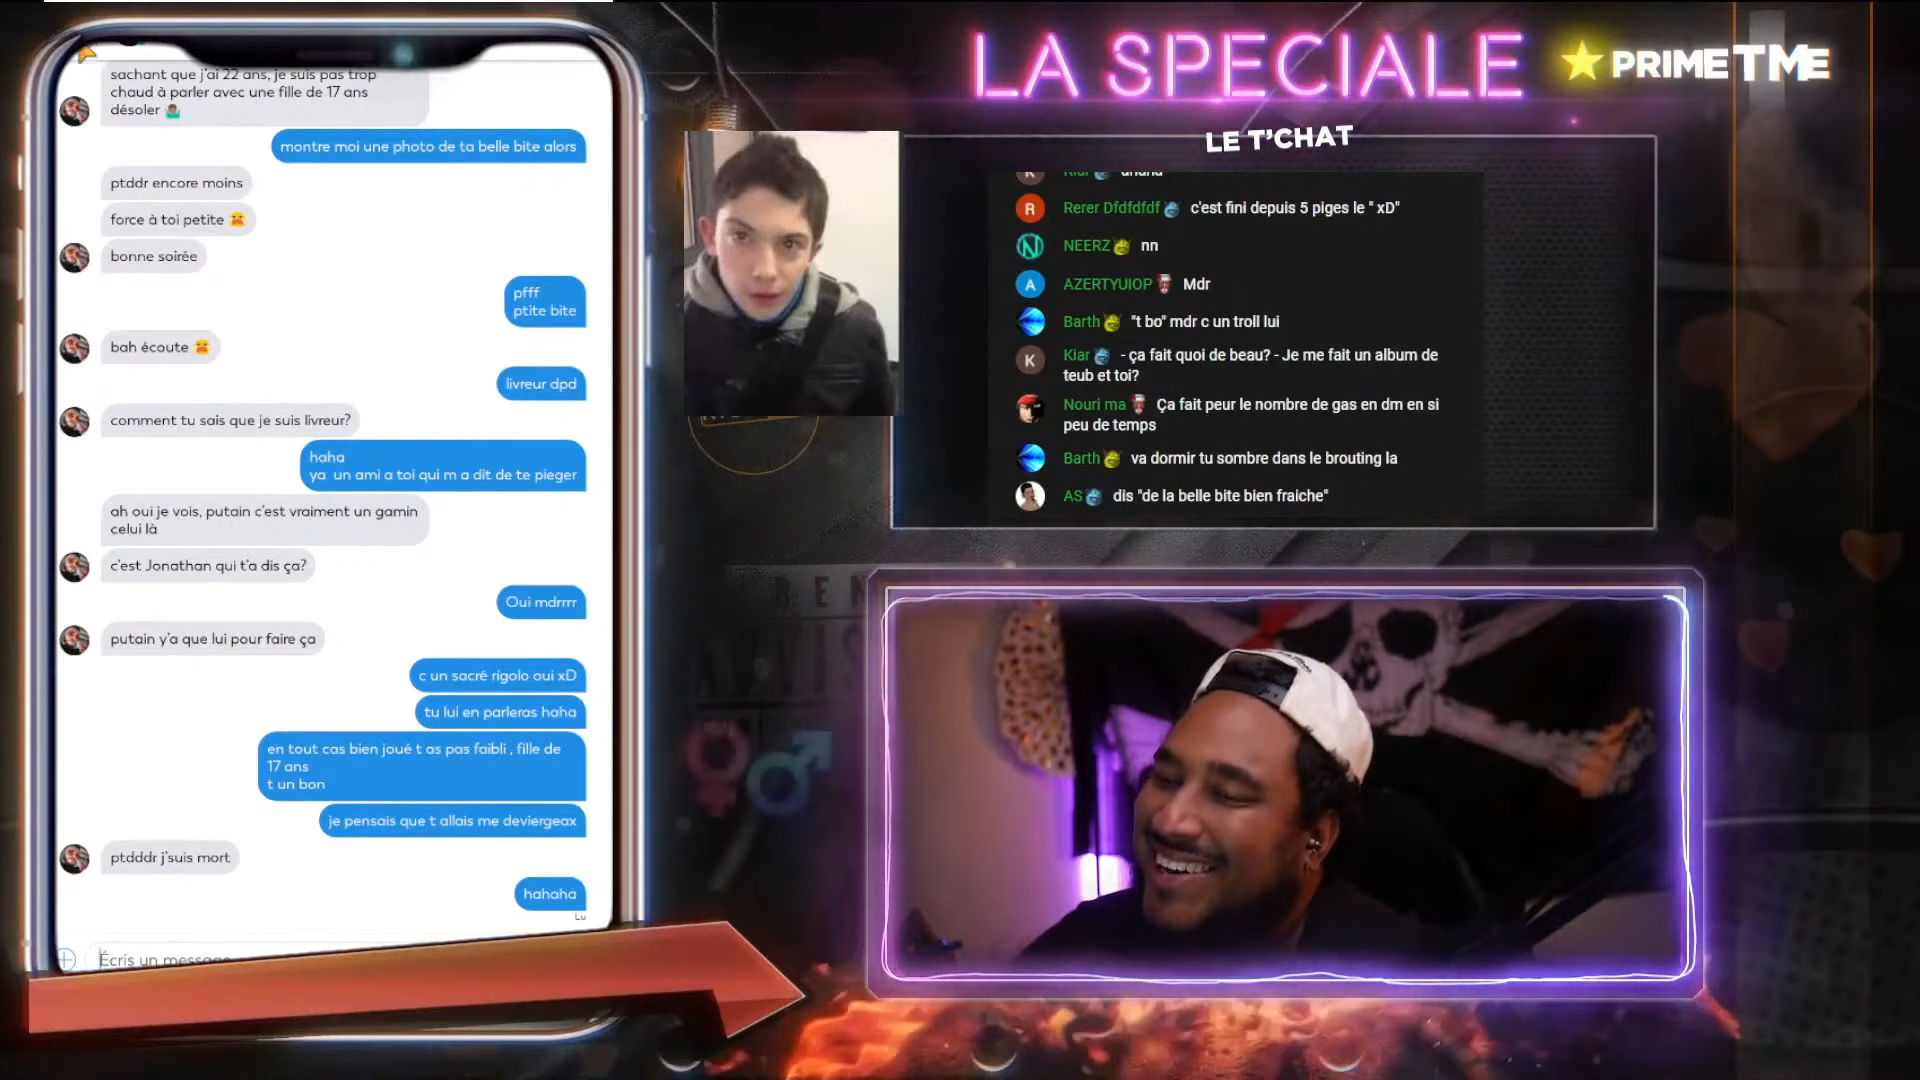 sachant que j'ai 22 ans, je suis pas trop
chaud à parler avec une fille de 17 ans
désoler
montre moi une photo de ta belle bite alors
ptddr encore moins
force à toi petite
bonne soirée
pfff
ptite bite
bah écoute
livreur dpd
comment tu sais que je suis livreur?
haha
ya un ami a toi qui m a dit de te pieger
ah oui je vois, putain c'est vraiment un gamin
celui là
c'est Jonathan qui t'a dis ça?
Oui mdrrrr
putain y'a que lui pour faire ça
c un sacré rigolo oui xD
tu lui en parleras haha
en tout cas bien joué t as pas faibli , fille de
17 ans
t un bon
je pensais que t allais me deviergeax
ptdddr j'suis mort
hahaha
Lu
Écris un message
LA SPECIALE
PRIMETME
LE T'CHAT
Rerer Dfdfdfdf c'est fini depuis 5 piges le " xD"
NEERZ nn
AZERTYUIOP Mdr
Barth "t bo" mdr c un troll lui
Kiar - ça fait quoi de beau? - Je me fait un album de
teub et toi?
Nouri ma Ça fait peur le nombre de gas en dm en si
peu de temps
Barth va dormir tu sombre dans le brouting la
AS dis "de la belle bite bien fraiche"